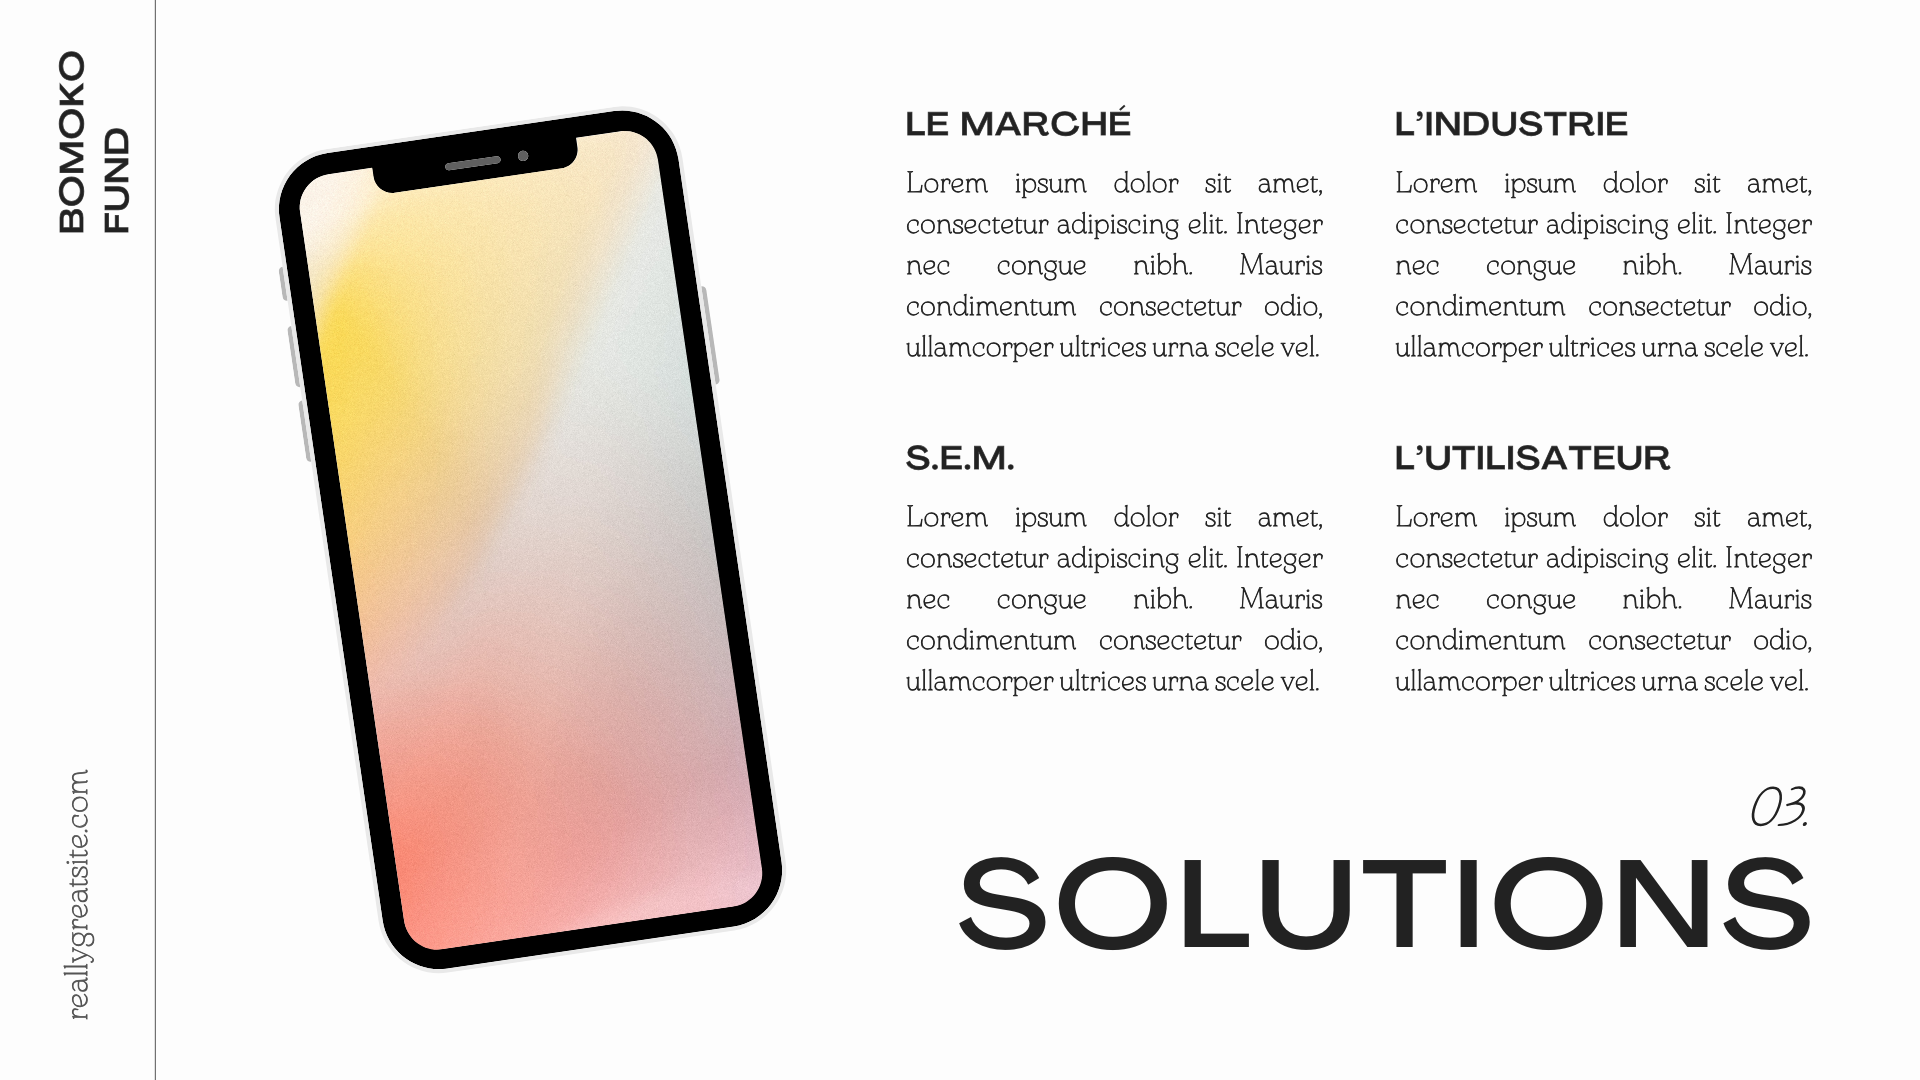 BOMOKO
FUND
reallygreatsite.com
LE MARCHÉ
Lorem ipsum dolor sit amet,
consectetur adipiscing elit. Integer
nec congue nibh. Mauris
condimentum consectetur odio,
ullamcorper ultrices urna scele vel.
L’INDUSTRIE
Lorem ipsum dolor sit amet,
consectetur adipiscing elit. Integer
nec congue nibh. Mauris
condimentum consectetur odio,
ullamcorper ultrices urna scele vel.
S.E.M.
Lorem ipsum dolor sit amet,
consectetur adipiscing elit. Integer
nec congue nibh. Mauris
condimentum consectetur odio,
ullamcorper ultrices urna scele vel.
L’UTILISATEUR
Lorem ipsum dolor sit amet,
consectetur adipiscing elit. Integer
nec congue nibh. Mauris
condimentum consectetur odio,
ullamcorper ultrices urna scele vel.
03.
SOLUTIONS